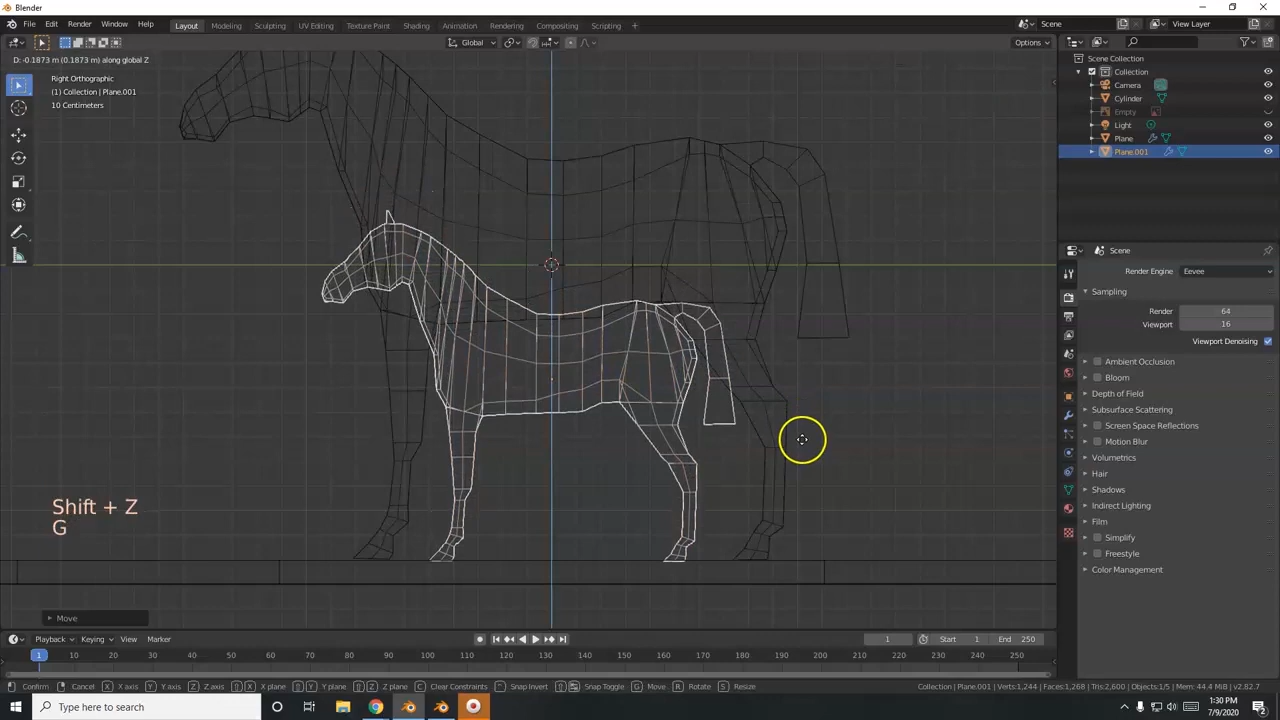 Blender
File Edit Render Window Help Layout Modeling Sculpting UV Editing Texture Paint Shading Animation Rendering Compositing Scripting + Scene View Layer
Global Options
D: -0.1873 m (0.1873 m) along global Z
Right Orthographic
(1) Collection | Plane.001
10 Centimeters
Scene Collection
Collection
Camera
Cylinder
Empty
Light
Plane
Plane.001
Scene
Render Engine Eevee
Sampling
Render 64
Viewport 16
Viewport Denoising
Ambient Occlusion
Bloom
Depth of Field
Subsurface Scattering
Screen Space Reflections
Motion Blur
Volumetrics
Hair
Shadows
Indirect Lighting
Film
Simplify
Freestyle
Color Management
Shift + Z
G
Move
Playback Keying View Marker 1 Start 1 End 250
1 10 20 30 40 50 60 70 80 90 100 110 120 130 140 150 160 170 180 190 200 210 220 230 240 250
Confirm Cancel X X axis Y Y axis Z Z axis X X plane Y Y plane Z Z plane C Clear Constraints Snap Invert Snap Toggle G Move R Rotate S Resize Collection | Plane.001 | Verts:1,244 | Faces:1,268 | Tris:2,600 | Objects:1/5 | Mem: 44.4 MiB | v2.82.7
Type here to search
1:30 PM
7/9/2020
2